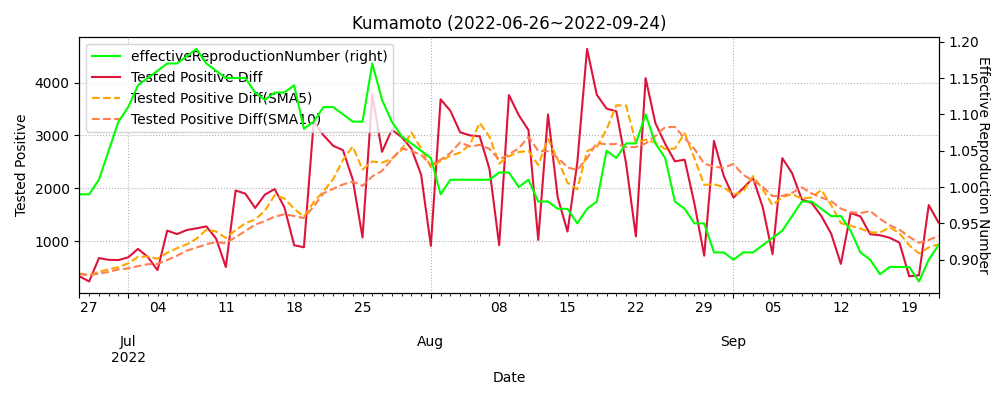 Kumamoto (2022-06-26~2022-09-24)
effectiveReproductionNumber (right)
Tested Positive Diff
Tested Positive Diff(SMA5)
Tested Positive Diff(SMA10)
Tested Positive
4000
3000
2000
1000
1.20
1.15
1.10
1.05
1.00
0.95
0.90
Effective Reproduction Number
27 04 11 18 25 08 15 22 29 05 12 19
Jul Aug Sep
2022
Date